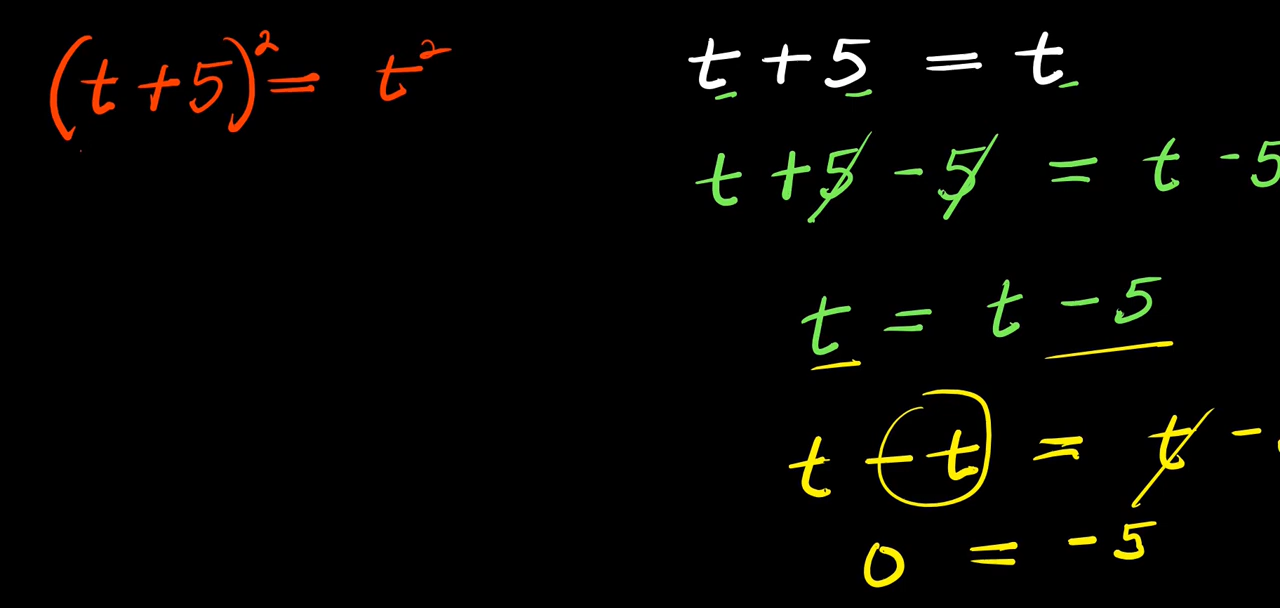 (t + 5)² = t²
t + 5 = t
t + 5 - 5 = t - 5
t = t - 5
t - t = t -
0 = -5